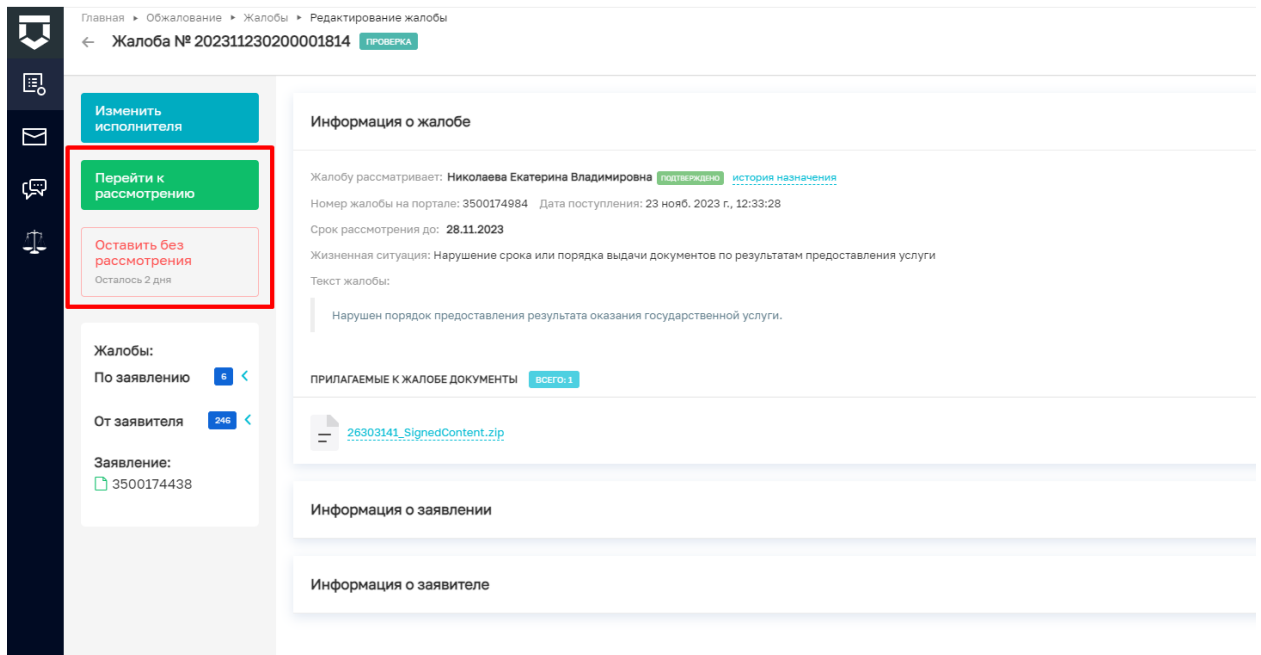 Главная ▸ Обжалование ▸ Жалобы ▸ Редактирование жалобы
← Жалоба № 202311230200001814 ПРОВЕРКА
Изменить
исполнителя
Перейти к
рассмотрению
Оставить без
рассмотрения
Осталось 2 дня
Жалобы:
По заявлению 6
От заявителя 246
Заявление:
3500174438
Информация о жалобе
Жалобу рассматривает: Николаева Екатерина Владимировна ПОДТВЕРЖДЕНО история назначения
Номер жалобы на портале: 3500174984 Дата поступления: 23 нояб. 2023 г., 12:33:28
Срок рассмотрения до: 28.11.2023
Жизненная ситуация: Нарушение срока или порядка выдачи документов по результатам предоставления услуги
Текст жалобы:
Нарушен порядок предоставления результата оказания государственной услуги.
ПРИЛАГАЕМЫЕ К ЖАЛОБЕ ДОКУМЕНТЫ ВСЕГО: 1
26303141_SignedContent.zip
Информация о заявлении
Информация о заявителе